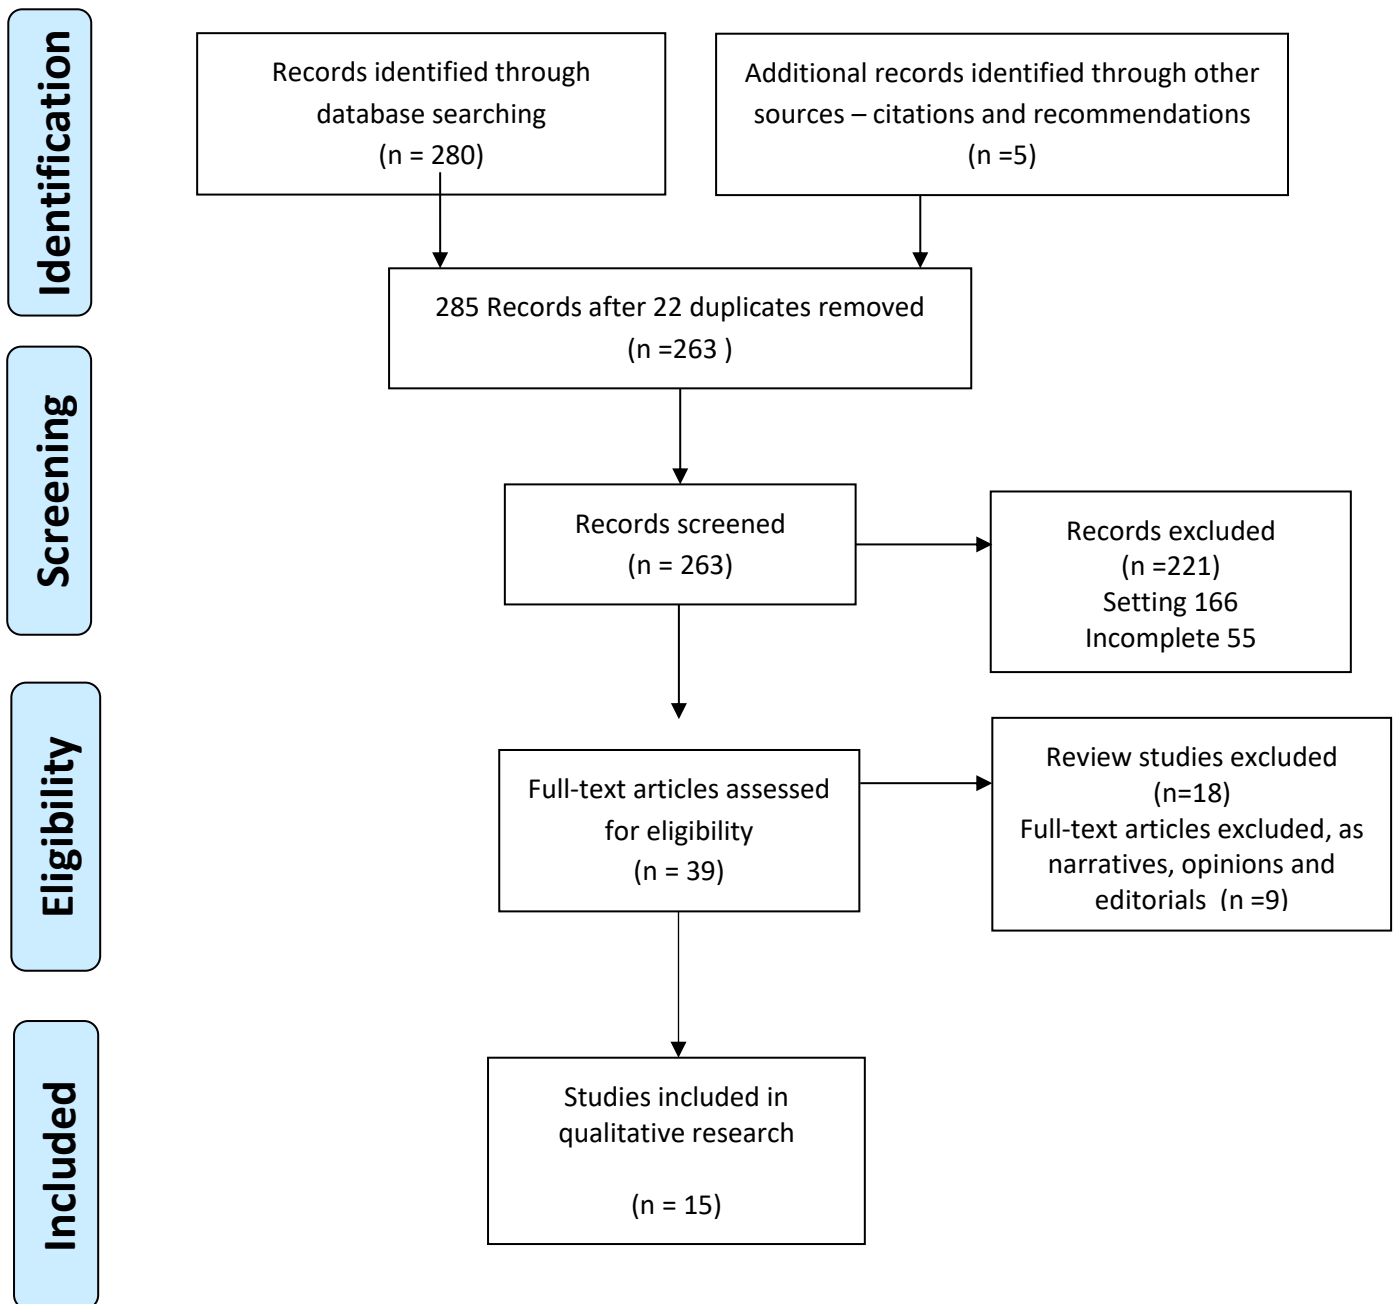 Identification
Records identified through
database searching
(n = 280)
Additional records identified through other
sources – citations and recommendations
(n =5)
285 Records after 22 duplicates removed
(n =263 )
Screening
Records screened
(n = 263)
Records excluded
(n =221)
Setting 166
Incomplete 55
Eligibility
Full-text articles assessed
for eligibility
(n = 39)
Review studies excluded
(n=18)
Full-text articles excluded, as
narratives, opinions and
editorials  (n =9)
Included
Studies included in
qualitative research
(n = 15)